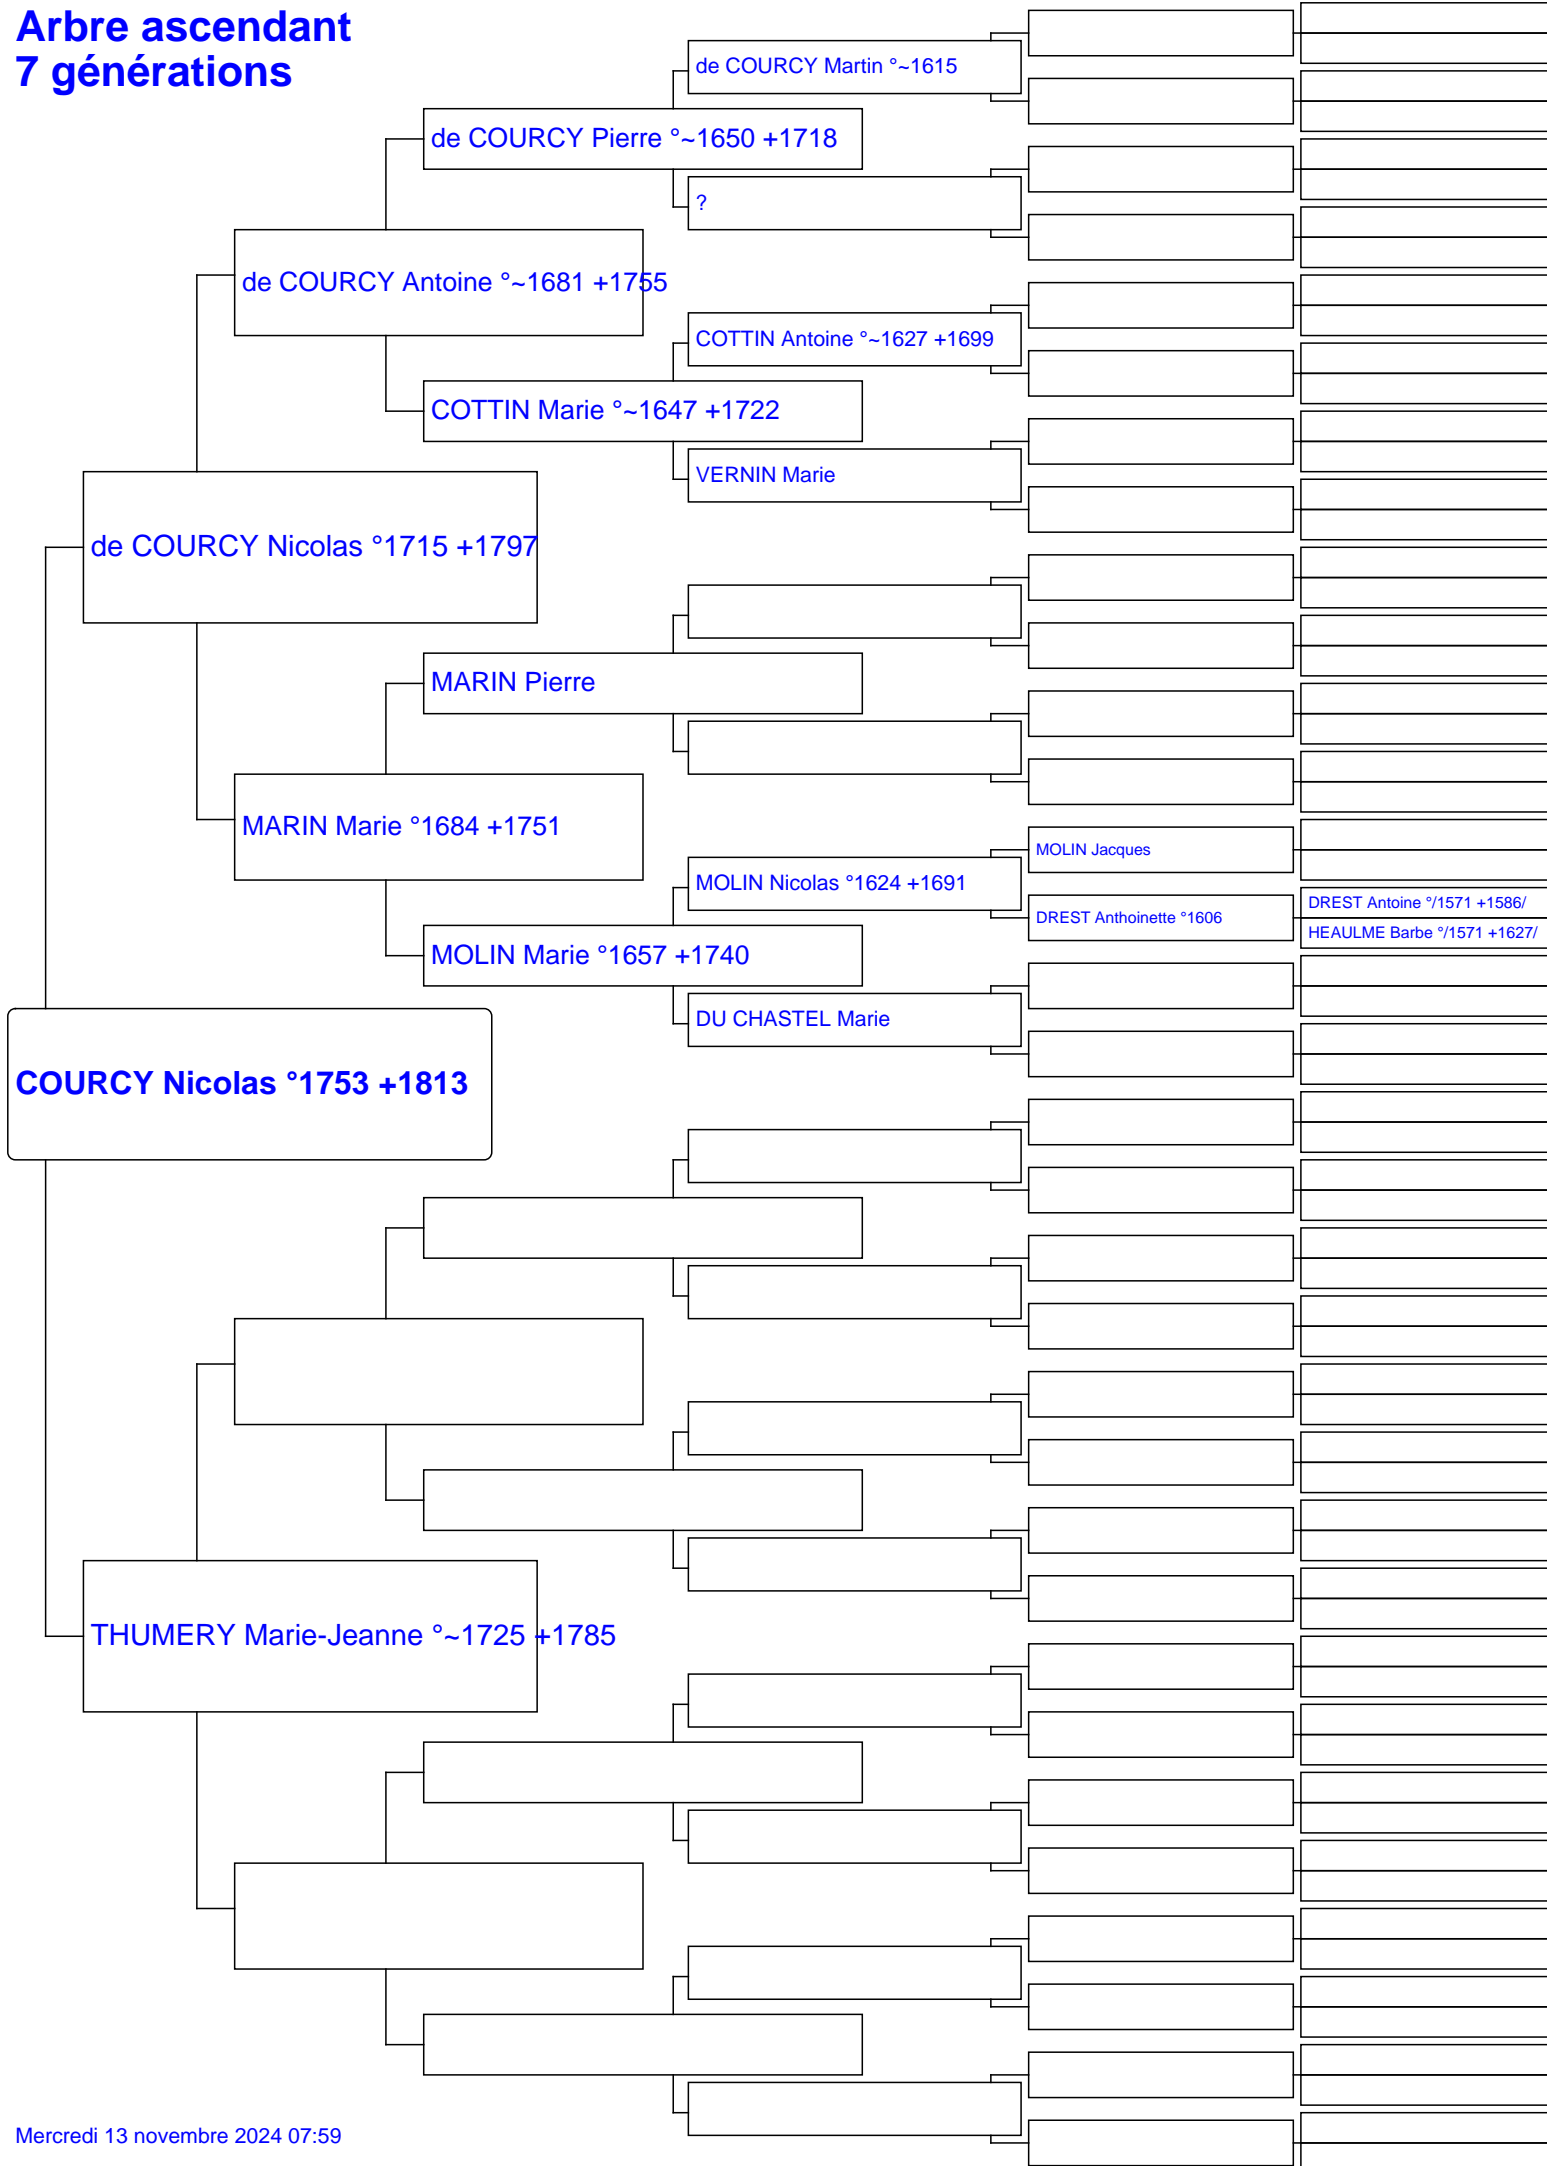 Arbre ascendant
7 générations
de COURCY Martin °~1615
de COURCY Pierre °~1650 +1718
?
de COURCY Antoine °~1681 +1755
COTTIN Antoine °~1627 +1699
COTTIN Marie °~1647 +1722
VERNIN Marie
de COURCY Nicolas °1715 +1797
MARIN Pierre
MARIN Marie °1684 +1751
MOLIN Jacques
MOLIN Nicolas °1624 +1691
DREST Antoine °/1571 +1586/
DREST Anthoinette °1606
HEAULME Barbe °/1571 +1627/
MOLIN Marie °1657 +1740
DU CHASTEL Marie
COURCY Nicolas °1753 +1813
THUMERY Marie-Jeanne °~1725 +1785
Mercredi 13 novembre 2024 07:59